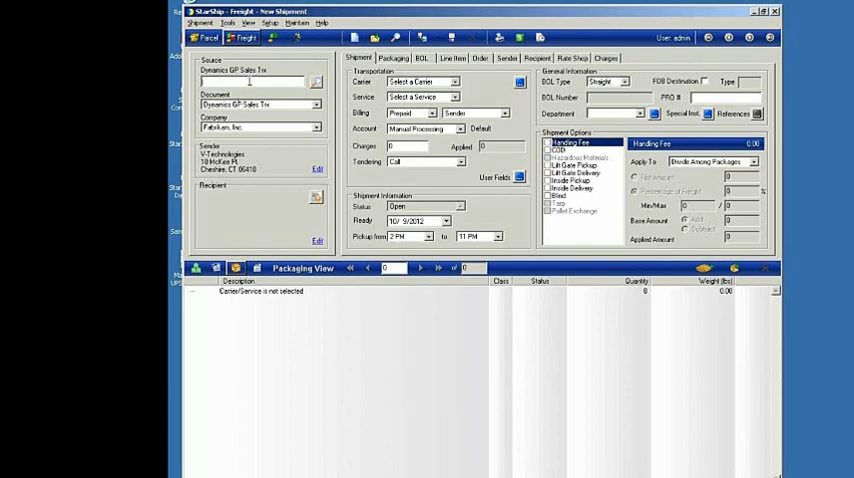 StarShip - Freight - New Shipment
Shipment Tools View Setup Maintain Help
Parcel Freight User: admin
Source
Dynamics GP Sales Trx
Document
Dynamics GP Sales Trx
Company
Fabrikam, Inc.
Sender
V-Technologies
10 McFee Pl
Cheshire, CT 06410
Edit
Recipient
Edit
Shipment Packaging BOL Line Item Order Sender Recipient Rate Shop Charges
Transportation
Carrier Select a Carrier
Service Select a Service
Billing Prepaid Sender
Account Manual Processing Default
Charges 0 Applied 0
Tendering Call
User Fields
Shipment Information
Status Open
Ready 10/ 9/2012
Pickup from 2 PM to 11 PM
General Information
BOL Type Straight FOB Destination Type
BOL Number PRO #
Department Special Inst. References
Shipment Options
Handling Fee
COD
Hazardous Materials
Lift Gate Pickup
Lift Gate Delivery
Inside Pickup
Inside Delivery
Blind
Tarp
Pallet Exchange
Handling Fee 0.00
Apply To Divide Among Packages
Flat Amount 0
Percentage of Freight 0 %
Min/Max 0 / 0
Base Amount Add 0
Subtract
Applied Amount 0
Packaging View 0 of 0
Description Class Status Quantity Weight (lbs)
Carrier/Service is not selected 0 0.00